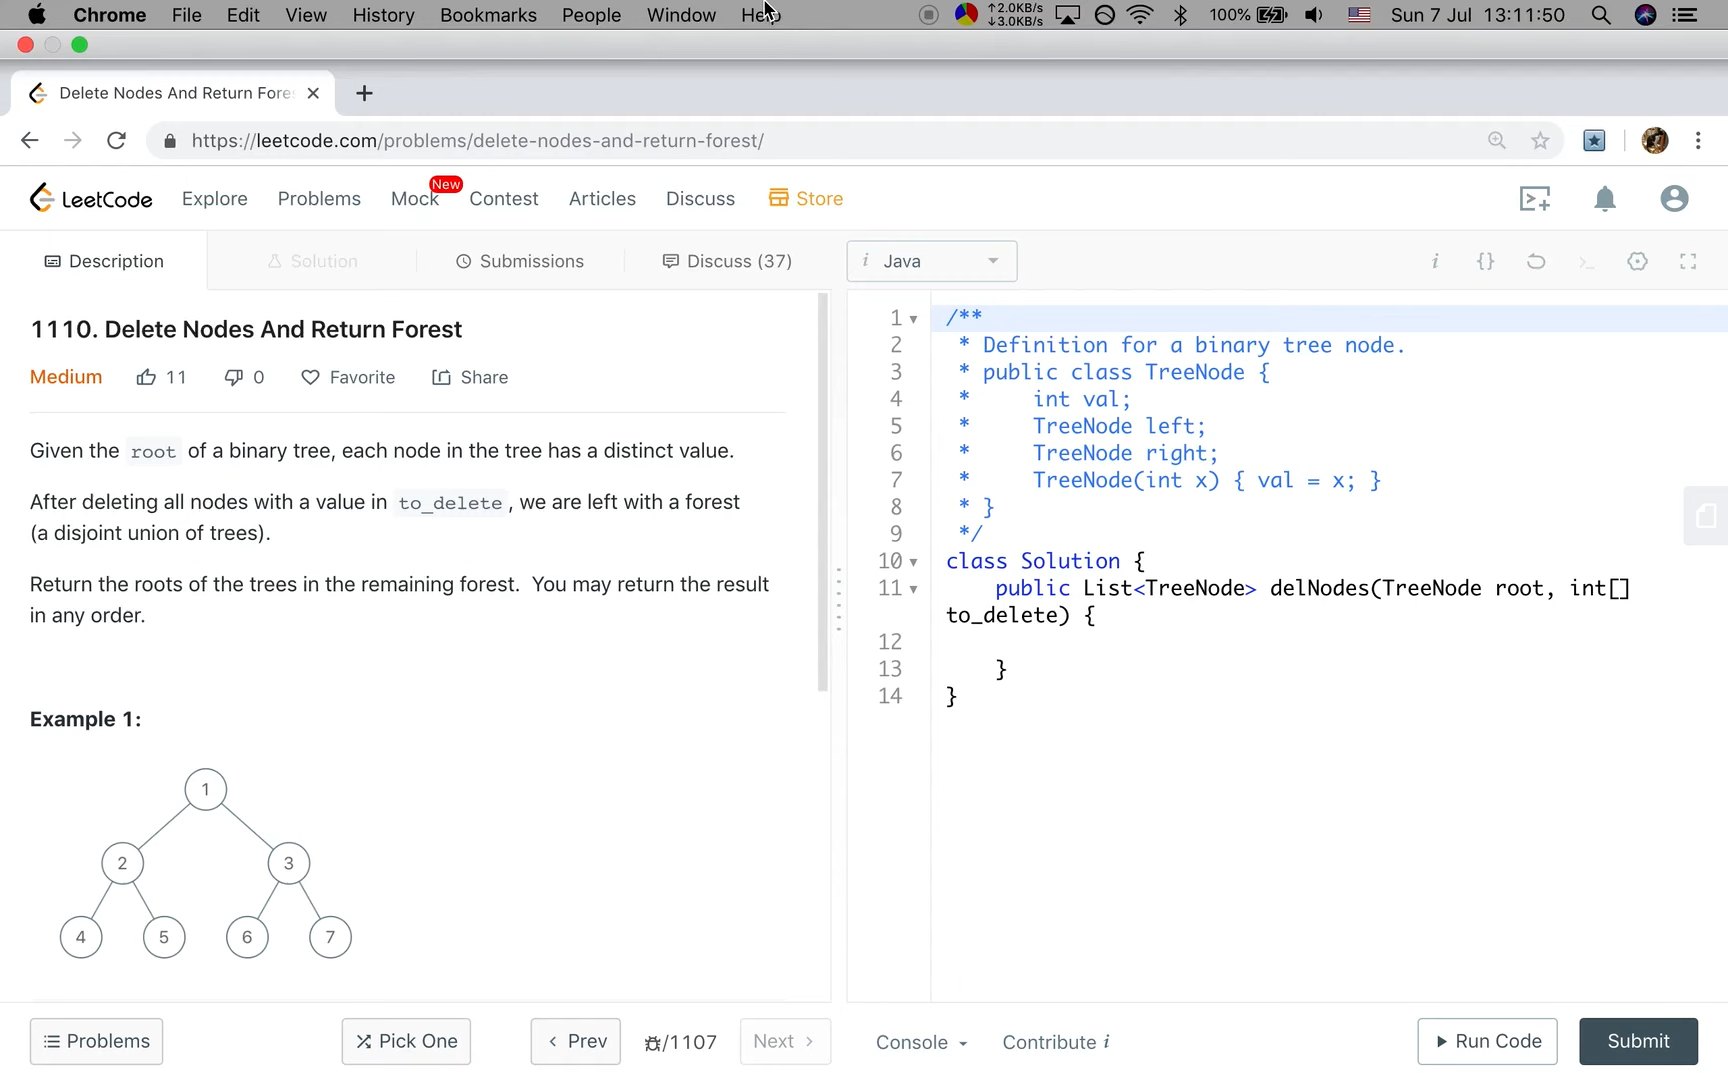 Chrome File Edit View History Bookmarks People Window
↑2.0KB/s
↓3.0KB/s
100%
Sun 7 Jul 13:11:50
Delete Nodes And Return Fore
https://leetcode.com/problems/delete-nodes-and-return-forest/
LeetCode Explore Problems Mock New Contest Articles Discuss Store
Description Solution Submissions Discuss (37)
i Java
i {}
1110. Delete Nodes And Return Forest
Medium 11 0 Favorite Share
Given the root of a binary tree, each node in the tree has a distinct value.
After deleting all nodes with a value in to_delete, we are left with a forest
(a disjoint union of trees).
Return the roots of the trees in the remaining forest. You may return the result
in any order.
Example 1:
1
2 3
4 5 6 7
1 /**
2 * Definition for a binary tree node.
3 * public class TreeNode {
4 * int val;
5 * TreeNode left;
6 * TreeNode right;
7 * TreeNode(int x) { val = x; }
8 * }
9 */
10 class Solution {
11 public List<TreeNode> delNodes(TreeNode root, int[]
to_delete) {
12
13 }
14 }
Problems Pick One Prev /1107 Next
Console Contribute i Run Code Submit